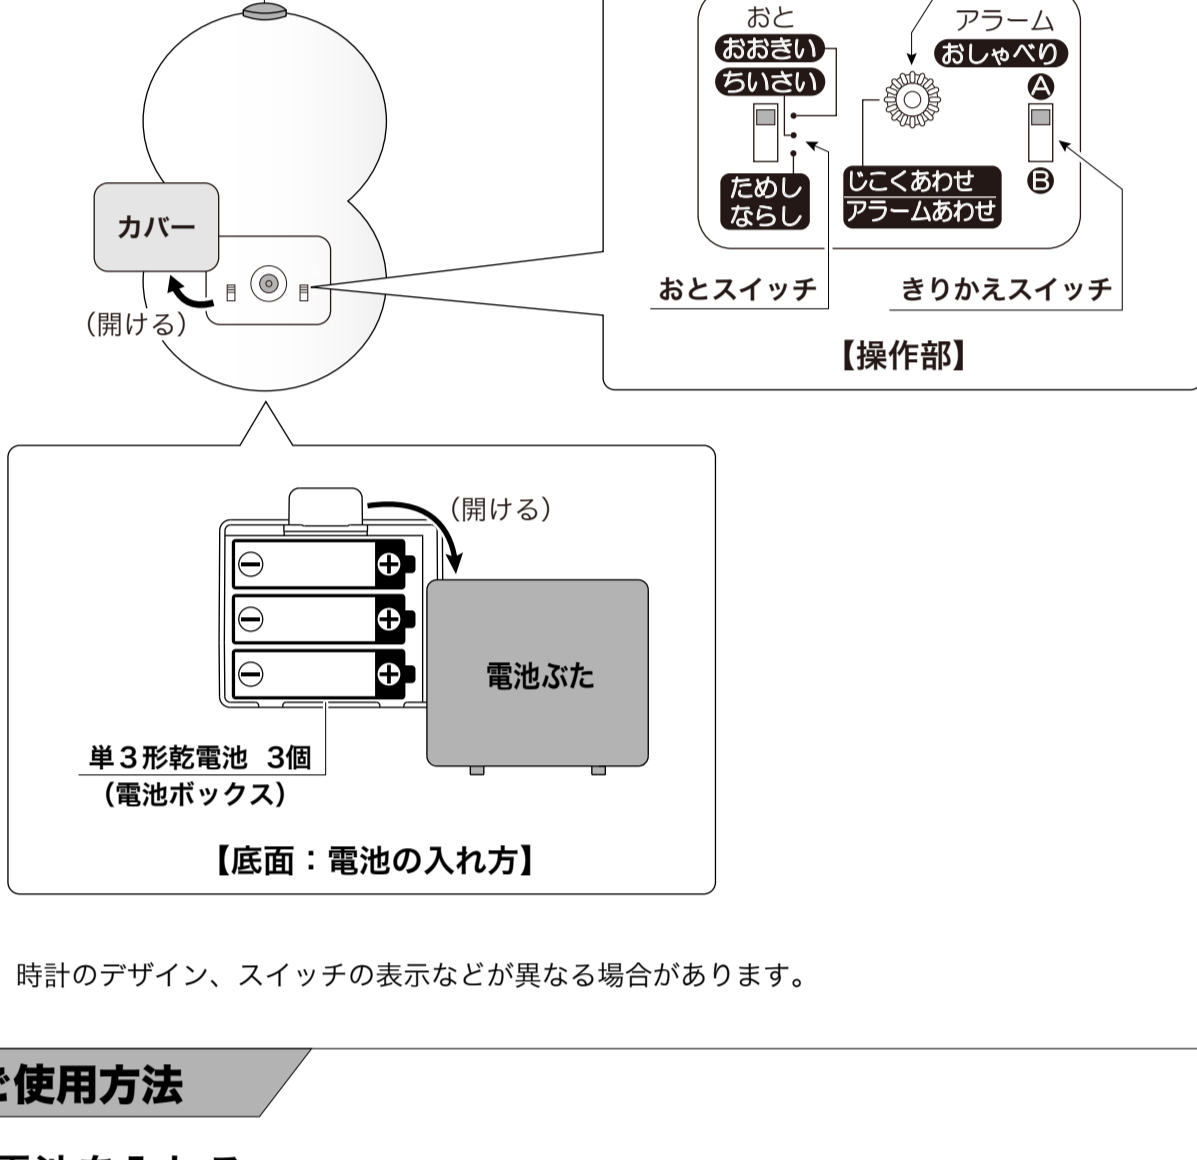 おと
おおきい
ちいさい
ためし
ならし
アラーム
おしゃべり
A
B
じこくあわせ
アラームあわせ
おとスイッチ
きりかえスイッチ
【操作部】
カバー
（開ける）
（開ける）
電池ぶた
単３形乾電池 3個
（電池ボックス）
【底面：電池の入れ方】
時計のデザイン、スイッチの表示などが異なる場合があります。
使用方法